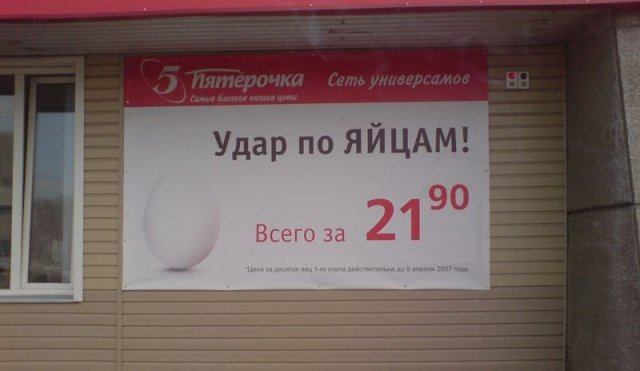 5 Пятёрочка Сеть универсамов
Самые близкие низкие цены
Удар по ЯЙЦАМ!
Всего за 21 90
*Цена за десяток яиц 1-го сорта действительна до 9 апреля 2007 года.